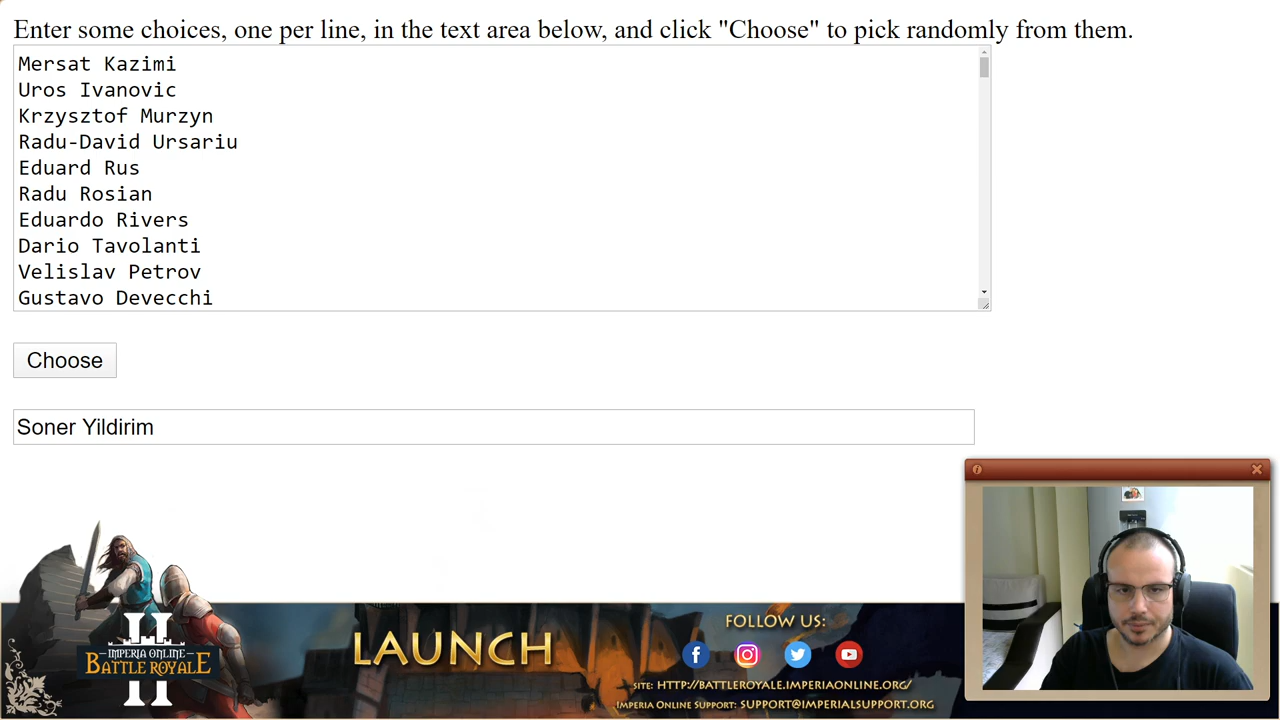 Enter some choices, one per line, in the text area below, and click "Choose" to pick randomly from them.
Mersat Kazimi
Uros Ivanovic
Krzysztof Murzyn
Radu-David Ursariu
Eduard Rus
Radu Rosian
Eduardo Rivers
Dario Tavolanti
Velislav Petrov
Gustavo Devecchi
Choose
Soner Yildirim
II
IMPERIA ONLINE
BATTLE ROYALE
LAUNCH
FOLLOW US:
SITE: HTTP://BATTLEROYALE.IMPERIAONLINE.ORG/
IMPERIA ONLINE SUPPORT: SUPPORT@IMPERIALSUPPORT.ORG